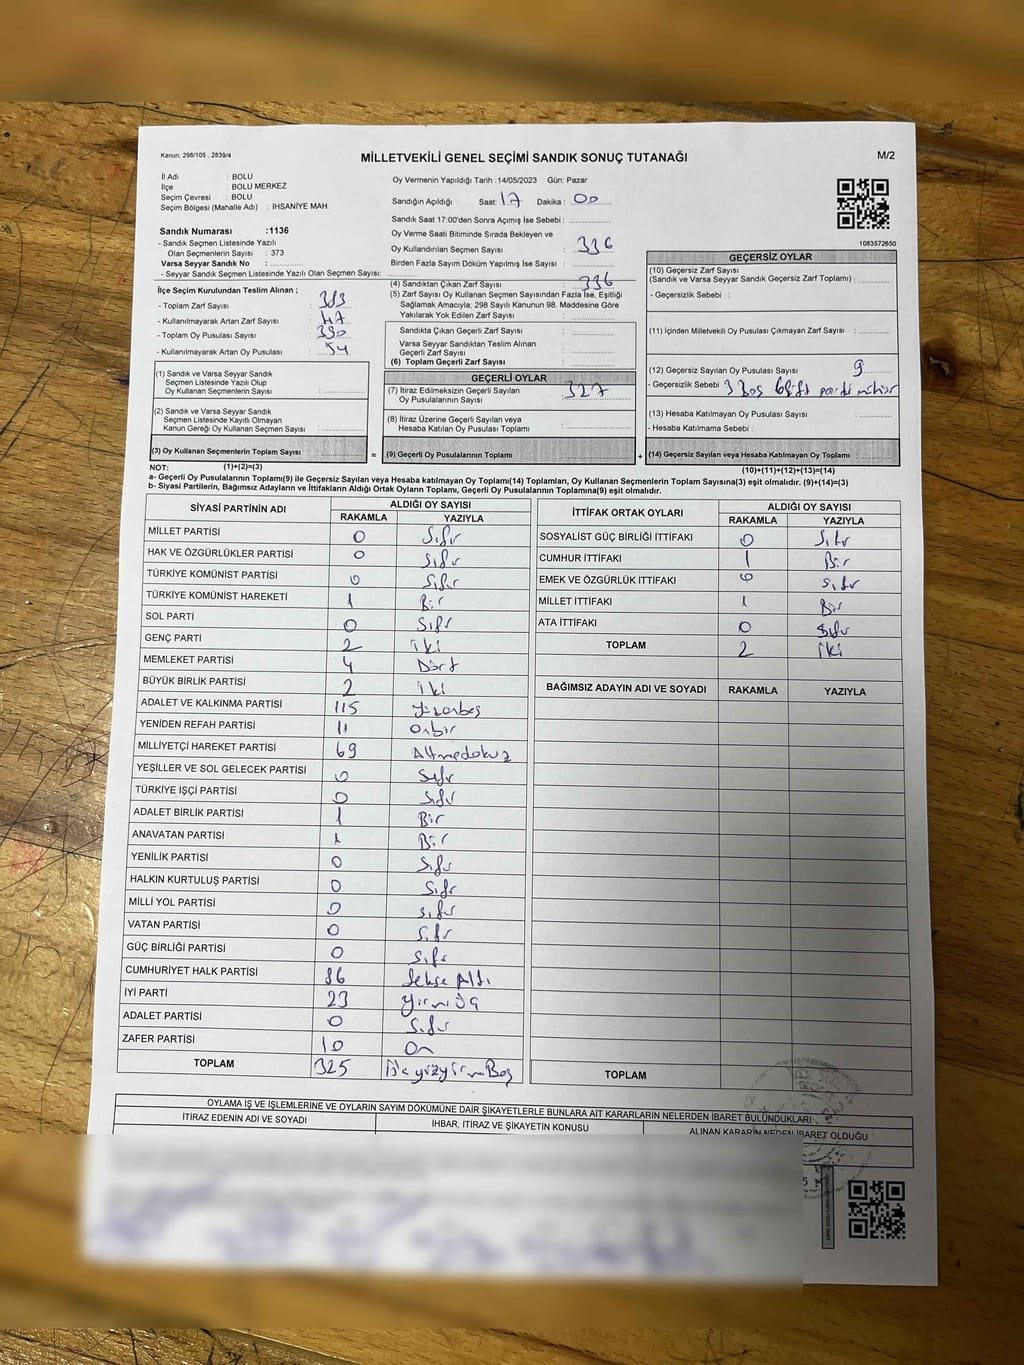 Kanun: 298/105 , 2839/4
MİLLETVEKİLİ GENEL SEÇİMİ SANDIK SONUÇ TUTANAĞI
M/2
İl Adı : BOLU
İlçe : BOLU MERKEZ
Seçim Çevresi : BOLU
Seçim Bölgesi (Mahalle Adı) : İHSANİYE MAH.
Oy Vermenin Yapıldığı Tarih :14/05/2023 Gün: Pazar
Sandığın Açıldığı Saat: 17 Dakika : 00
Sandık Saat 17:00'den Sonra Açımış İse Sebebi :
Oy Verme Saati Bitiminde Sırada Bekleyen ve
Oy Kullandırılan Seçmen Sayısı : 336
Birden Fazla Sayım Döküm Yapılmış İse Sayısı :
1083572650
Sandık Numarası :1136
- Sandık Seçmen Listesinde Yazılı
Olan Seçmenlerin Sayısı : 373
Varsa Seyyar Sandık No :
- Seyyar Sandık Seçmen Listesinde Yazılı Olan Seçmen Sayısı:
İlçe Seçim Kurulundan Teslim Alınan ;
- Toplam Zarf Sayısı : 383
- Kullanılmayarak Artan Zarf Sayısı : 47
- Toplam Oy Pusulası Sayısı : 390
- Kullanılmayarak Artan Oy Pusulası : 54
(4) Sandıktan Çıkan Zarf Sayısı : 336
(5) Zarf Sayısı Oy Kullanan Seçmen Sayısından Fazla İse, Eşitliği
Sağlamak Amacıyla; 298 Sayılı Kanunun 98. Maddesine Göre
Yakılarak Yok Edilen Zarf Sayısı :
Sandıkta Çıkan Geçerli Zarf Sayısı :
Varsa Seyyar Sandıktan Teslim Alınan
Geçerli Zarf Sayısı :
(6) Toplam Geçerli Zarf Sayısı :
GEÇERSİZ OYLAR
(10) Geçersiz Zarf Sayısı
(Sandık ve Varsa Seyyar Sandık Geçersiz Zarf Toplamı) :
- Geçersizlik Sebebi :
(11) İçinden Milletvekili Oy Pusulası Çıkmayan Zarf Sayısı :
(12) Geçersiz Sayılan Oy Pusulası Sayısı : 9
- Geçersizlik Sebebi : 3 Boş 6 çift parti mühür
(13) Hesaba Katılmayan Oy Pusulası Sayısı :
- Hesaba Katılmama Sebebi :
(14) Geçersiz Sayılan veya Hesaba Katılmayan Oy Toplamı :
(1) Sandık ve Varsa Seyyar Sandık
Seçmen Listesinde Yazılı Olup
Oy Kullanan Seçmenlerin Sayısı :
(2) Sandık ve Varsa Seyyar Sandık
Seçmen Listesinde Kayıtlı Olmayan
Kanun Gereği Oy Kullanan Seçmen Sayısı :
(3) Oy Kullanan Seçmenlerin Toplam Sayısı :
GEÇERLİ OYLAR
(7) İtiraz Edilmeksizin Geçerli Sayılan
Oy Pusulalarının Sayısı : 327
(8) İtiraz Üzerine Geçerli Sayılan veya
Hesaba Katılan Oy Pusulası Toplamı :
= (9) Geçerli Oy Pusulalarının Toplamı : +
NOT: (1)+(2)=(3)
(10)+(11)+(12)+(13)=(14)
a- Geçerli Oy Pusulaları(9) ile Geçersiz Sayılan veya Hesaba katılmayan Oy Toplamı(14) Toplamları, Oy Kullanan Seçmenlerin Toplam Sayısına(3) eşit olmalıdır. (9)+(14)=(3)
b- Siyasi Partilerin, Bağımsız Adayların ve İttifakların Aldığı Ortak Oyların Toplamı, Geçerli Oy Pusulalarının Toplamına(9) eşit olmalıdır.
SİYASİ PARTİNİN ADI ALDIĞI OY SAYISI
RAKAMLA YAZIYLA
MİLLET PARTİSİ 0 Sıfır
HAK VE ÖZGÜRLÜKLER PARTİSİ 0 Sıfır
TÜRKİYE KOMÜNİST PARTİSİ 0 Sıfır
TÜRKİYE KOMÜNİST HAREKETİ 1 Bir
SOL PARTİ 0 Sıfır
GENÇ PARTİ 2 iki
MEMLEKET PARTİSİ 4 Dört
BÜYÜK BİRLİK PARTİSİ 2 iki
ADALET VE KALKINMA PARTİSİ 115 Yüzonbeş
YENİDEN REFAH PARTİSİ 11 Onbir
MİLLİYETÇİ HAREKET PARTİSİ 69 Altmışdokuz
YEŞİLLER VE SOL GELECEK PARTİSİ 0 Sıfır
TÜRKİYE İŞÇİ PARTİSİ 0 Sıfır
ADALET BİRLİK PARTİSİ 1 Bir
ANAVATAN PARTİSİ 1 Bir
YENİLİK PARTİSİ 0 Sıfır
HALKIN KURTULUŞ PARTİSİ 0 Sıfır
MİLLİ YOL PARTİSİ 0 Sıfır
VATAN PARTİSİ 0 Sıfır
GÜÇ BİRLİĞİ PARTİSİ 0 Sıfır
CUMHURİYET HALK PARTİSİ 86 Sekse Altı
İYİ PARTİ 23 Yirmi üç
ADALET PARTİSİ 0 Sıfır
ZAFER PARTİSİ 10 On
TOPLAM 325
İTTİFAK ORTAK OYLARI ALDIĞI OY SAYISI
RAKAMLA YAZIYLA
SOSYALİST GÜÇ BİRLİĞİ İTTİFAKI 0 Sıfır
CUMHUR İTTİFAKI 1 Bir
EMEK VE ÖZGÜRLÜK İTTİFAKI 0 Sıfır
MİLLET İTTİFAKI 1 Bir
ATA İTTİFAKI 0 Sıfır
TOPLAM 2 iki
BAĞIMSIZ ADAYIN ADI VE SOYADI RAKAMLA YAZIYLA
TOPLAM
OYLAMA İŞ VE İŞLEMLERİNE VE OYLARIN SAYIM DÖKÜMÜNE DAİR ŞİKAYETLERLE BUNLARA AİT KARARLARIN NELERDEN İBARET BULUNDUKLARI
İTİRAZ EDENİN ADI VE SOYADI İHBAR, İTİRAZ VE ŞİKAYETİN KONUSU ALINAN KARARIN NEDEN İBARET OLDUĞU